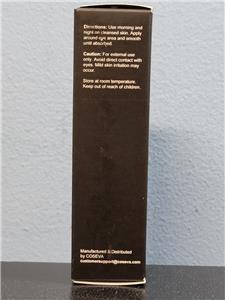 Directions: Use morning and
night on cleansed skin. Apply
around eye area and smooth
until absorbed.
Caution: For external use
only. Avoid direct contact with
eyes. Mild skin irritation may
occur.
Store at room temperature.
Keep out of reach of children.
Manufactured & Distributed
by COSEVA
customersupport@coseva.com